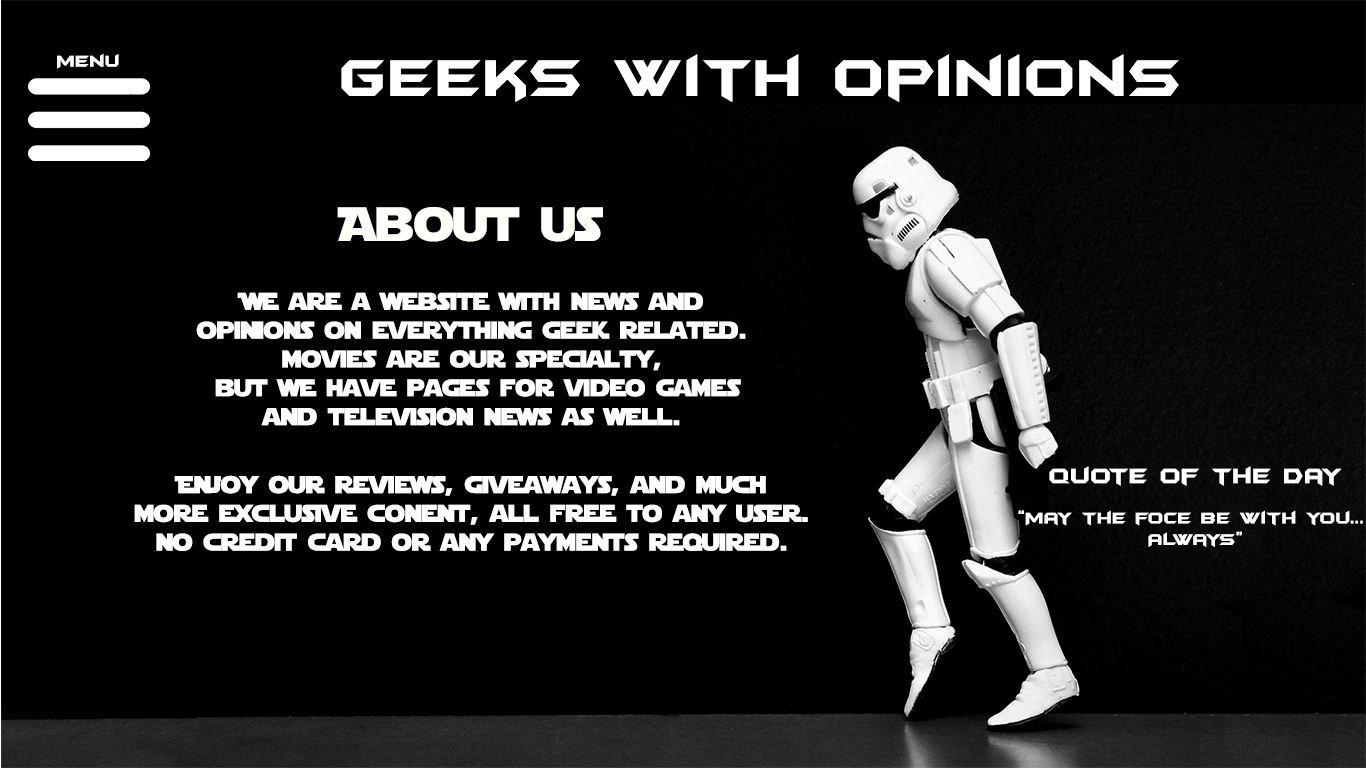 MENU
GEEKS WITH OPINIONS
ABOUT US
WE ARE A WEBSITE WITH NEWS AND
OPINIONS ON EVERYTHING GEEK RELATED.
MOVIES ARE OUR SPECIALTY,
BUT WE HAVE PAGES FOR VIDEO GAMES
AND TELEVISION NEWS AS WELL.
ENJOY OUR REVIEWS, GIVEAWAYS, AND MUCH
MORE EXCLUSIVE CONENT, ALL FREE TO ANY USER.
NO CREDIT CARD OR ANY PAYMENTS REQUIRED.
QUOTE OF THE DAY
“MAY THE FOCE BE WITH YOU...
ALWAYS”